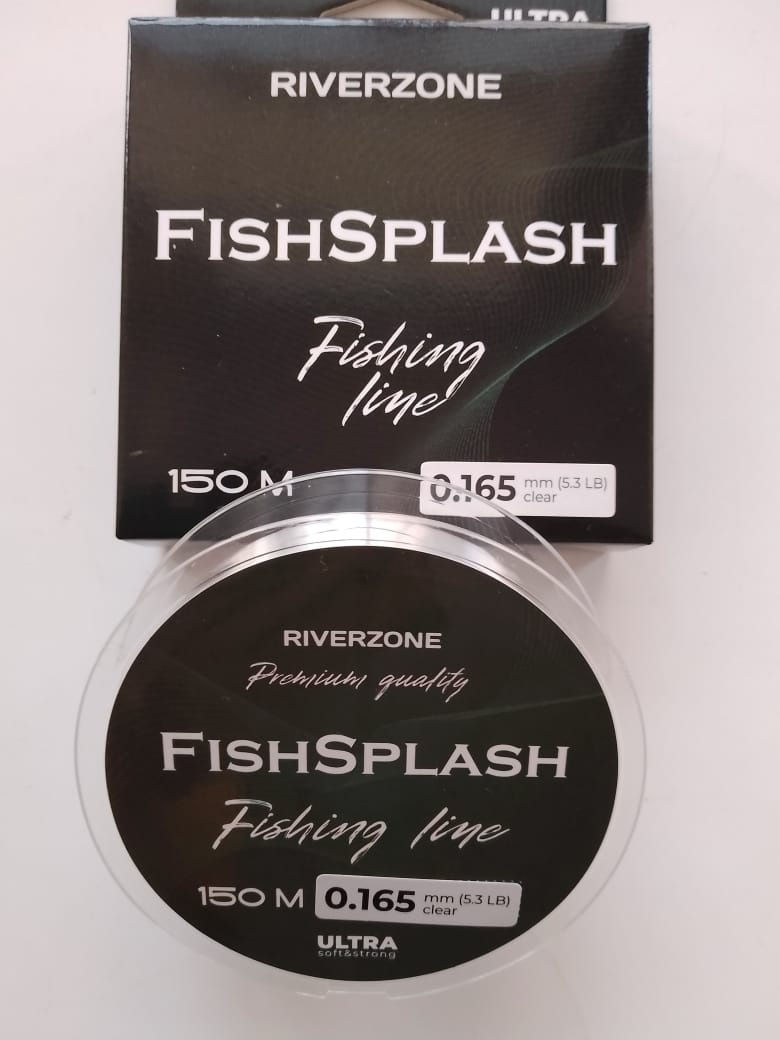 ULTRA
RIVERZONE
FISHSPLASH
Fishing
line
150 M
0.165 mm (5.3 LB)
clear
RIVERZONE
Premium quality
FISHSPLASH
Fishing line
150 M
0.165 mm (5.3 LB)
clear
ULTRA
soft&strong